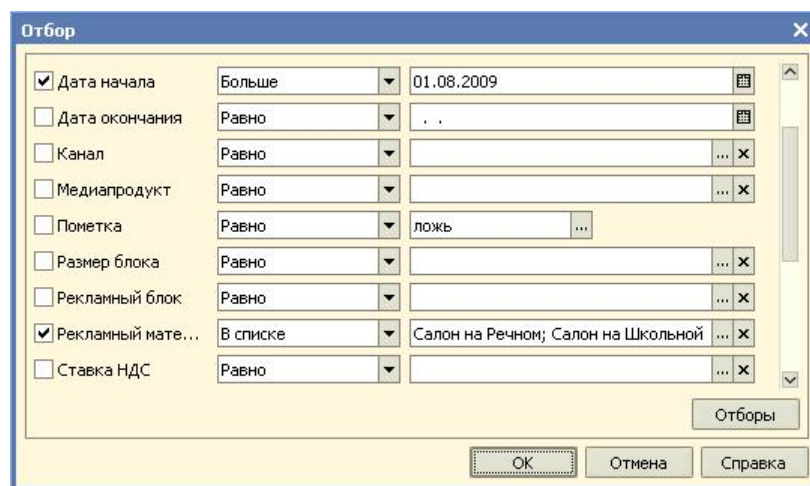 Отбор
Дата начала Больше 01.08.2009
Дата окончания Равно . .
Канал Равно ...
Медиапродукт Равно ...
Пометка Равно ложь ...
Размер блока Равно ...
Рекламный блок Равно ...
Рекламный мате... В списке Салон на Речном; Салон на Школьной ...
Ставка НДС Равно ...
Отборы
OK Отмена Справка